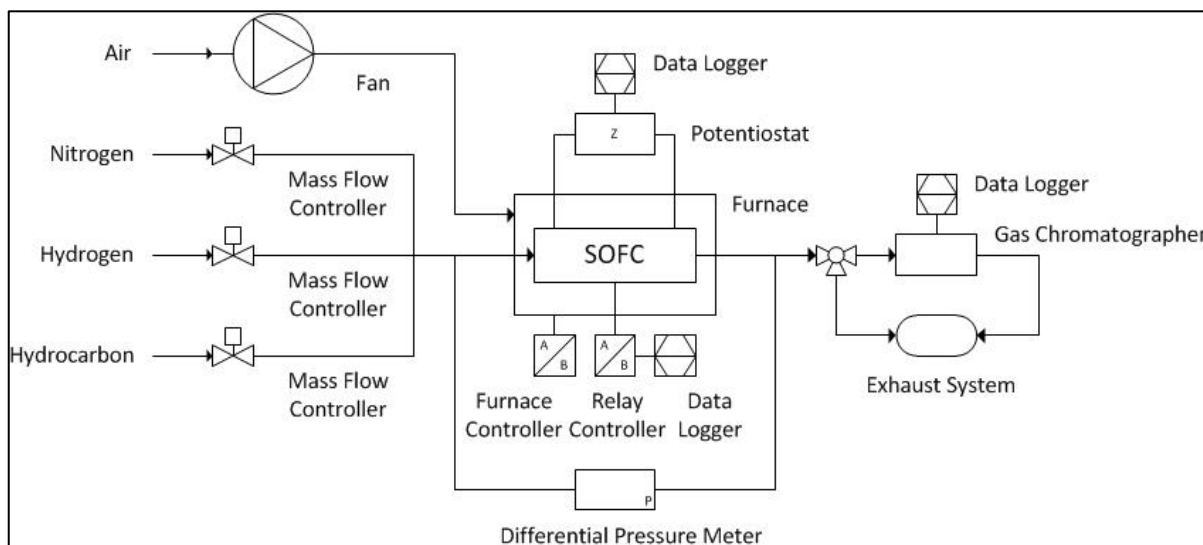 Air
Fan
Data Logger
Z
Potentiostat
Nitrogen
Mass Flow
Controller
Data Logger
Furnace
Hydrogen
SOFC
Gas Chromatographer
Mass Flow
Controller
Hydrocarbon
Mass Flow
Controller
A
B
A
B
Furnace
Controller
Relay
Controller
Data
Logger
Exhaust System
P
Differential Pressure Meter